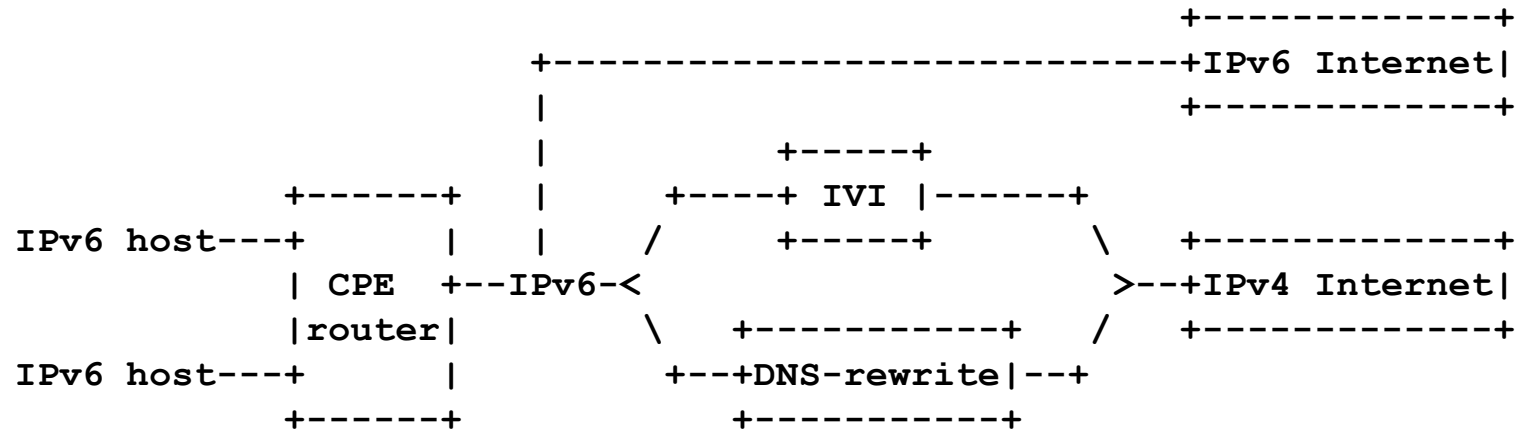 IPv6 Internet
IVI
IPv6 host
CPE router
IPv6
IPv4 Internet
IPv6 host
DNS-rewrite